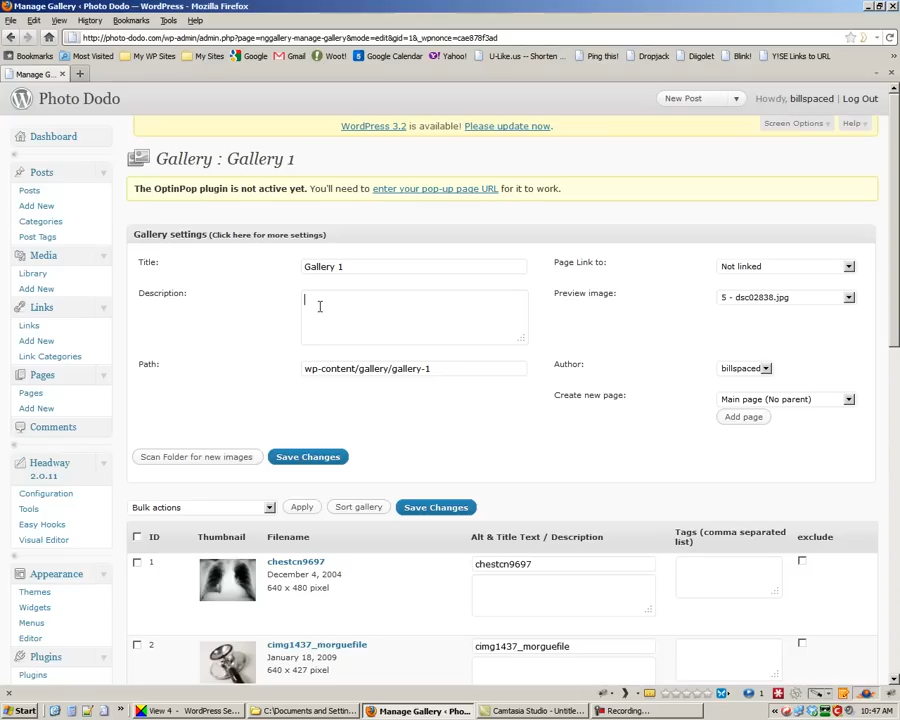 Manage Gallery ‹ Photo Dodo — WordPress - Mozilla Firefox
File Edit View History Bookmarks Tools Help
http://photo-dodo.com/wp-admin/admin.php?page=nggallery-manage-gallery&mode=edit&gid=1&_wpnonce=cae878f3ad
Bookmarks Most Visited My WP Sites My Sites Google Gmail Woot! Google Calendar Yahoo! U-Like.us -- Shorten ... Ping this! Dropjack Diigolet Blink! Y!SE Links to URL
Manage G...
Photo Dodo
New Post
Howdy, billspaced | Log Out
WordPress 3.2 is available! Please update now.
Screen Options
Help
Gallery : Gallery 1
The OptinPop plugin is not active yet. You'll need to enter your pop-up page URL for it to work.
Dashboard
Posts
Posts
Add New
Categories
Post Tags
Media
Library
Add New
Links
Links
Add New
Link Categories
Pages
Pages
Add New
Comments
Headway
2.0.11
Configuration
Tools
Easy Hooks
Visual Editor
Appearance
Themes
Widgets
Menus
Editor
Plugins
Plugins
Gallery settings (Click here for more settings)
Title: Gallery 1
Page Link to: Not linked
Description:
Preview image: 5 - dsc02838.jpg
Path: wp-content/gallery/gallery-1
Author: billspaced
Create new page: Main page (No parent)
Add page
Scan Folder for new images Save Changes
Bulk actions Apply Sort gallery Save Changes
ID Thumbnail Filename Alt & Title Text / Description Tags (comma separated list) exclude
1 chestcn9697 chestcn9697
December 4, 2004
640 x 480 pixel
2 cimg1437_morguefile cimg1437_morguefile
January 18, 2009
640 x 427 pixel
1
Start View 4 - WordPress Se... C:\Documents and Settin... Manage Gallery ‹ Pho... Camtasia Studio - Untitle... Recording... 10:47 AM